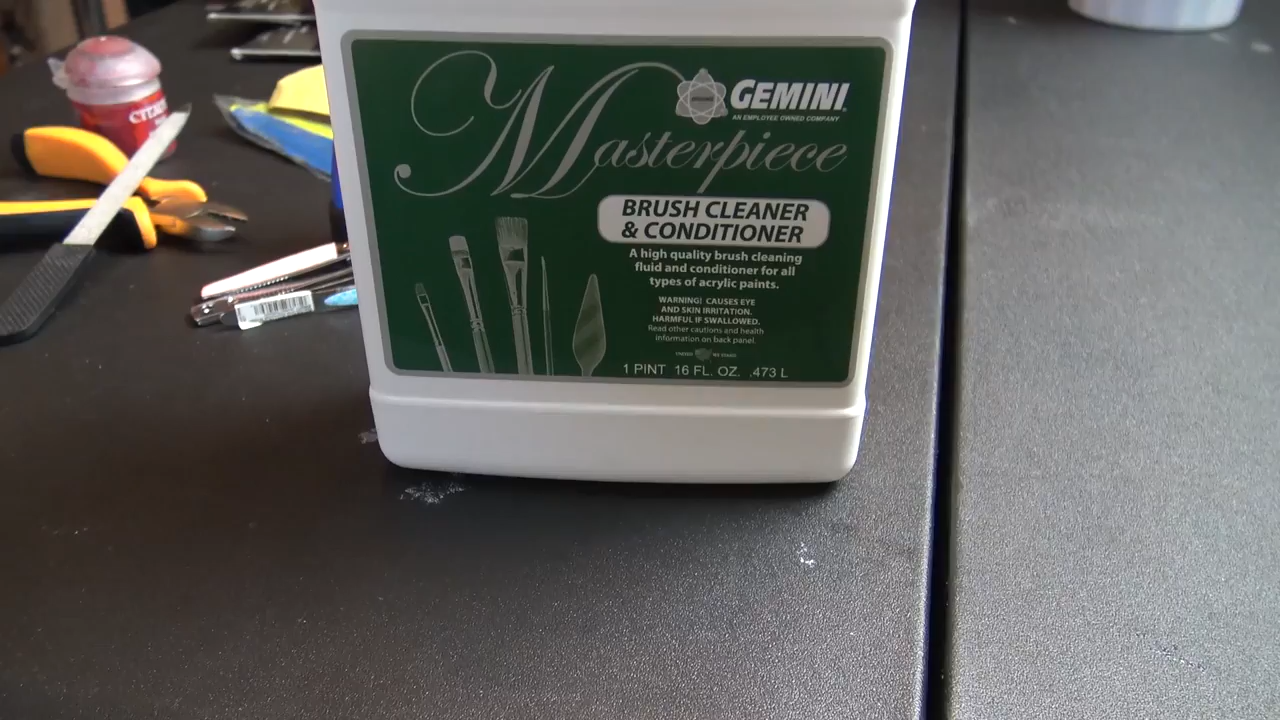 GEMINI
AN EMPLOYEE OWNED COMPANY
Masterpiece
BRUSH CLEANER
& CONDITIONER
A high quality brush cleaning
fluid and conditioner for all
types of acrylic paints.
WARNING! CAUSES EYE
AND SKIN IRRITATION.
HARMFUL IF SWALLOWED.
Read other cautions and health
information on back panel.
1 PINT 16 FL. OZ. .473 L